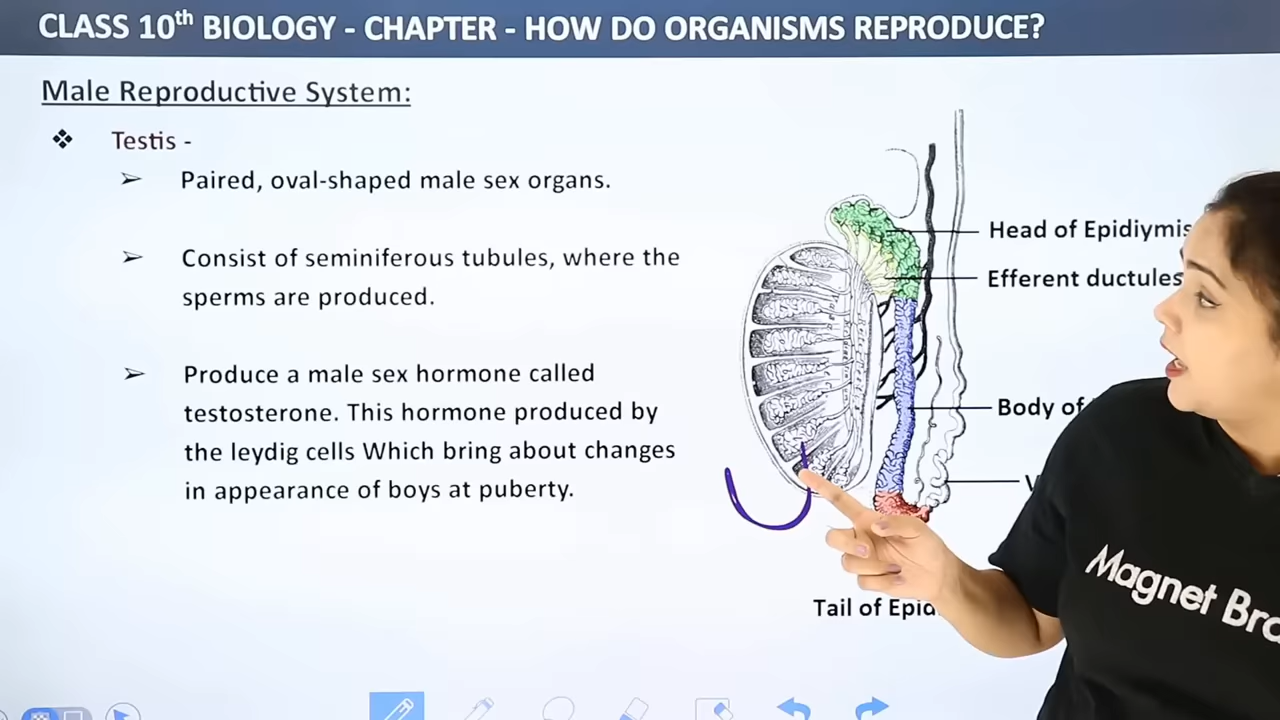 CLASS 10th BIOLOGY - CHAPTER - HOW DO ORGANISMS REPRODUCE?
Male Reproductive System:
❖ Testis -
➢ Paired, oval-shaped male sex organs.
➢ Consist of seminiferous tubules, where the
sperms are produced.
➢ Produce a male sex hormone called
testosterone. This hormone produced by
the leydig cells Which bring about changes
in appearance of boys at puberty.
Head of Epidiymis
Efferent ductules
Body of
Tail of Epid
Magnet Bra